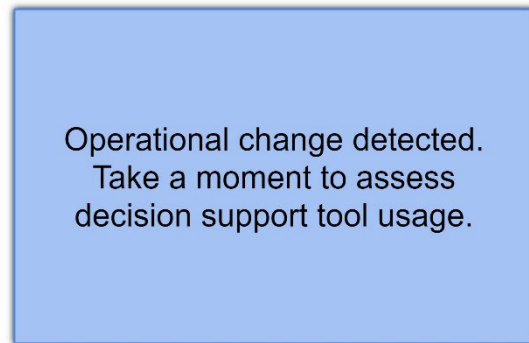 Operational change detected.
Take a moment to assess
decision support tool usage.